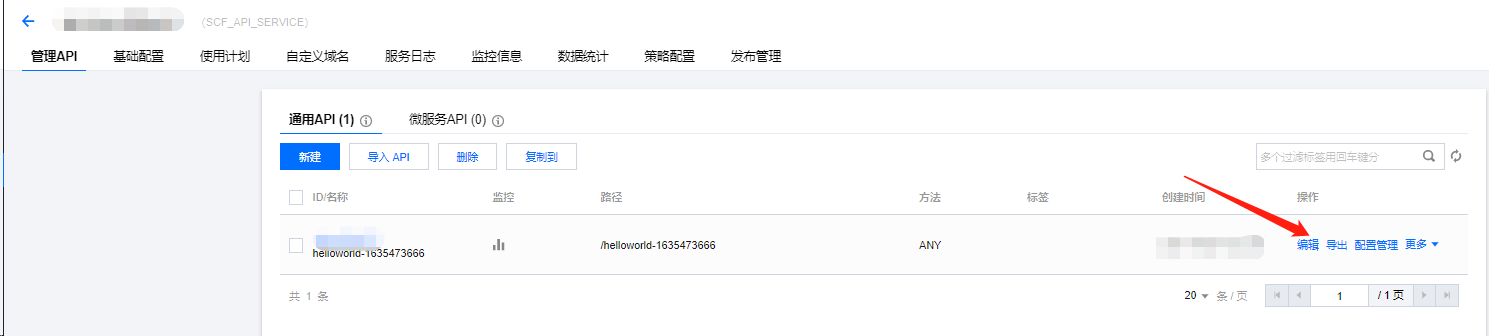 (SCF_API_SERVICE)
管理API 基础配置 使用计划 自定义域名 服务日志 监控信息 数据统计 策略配置 发布管理
通用API (1) 微服务API (0)
新建 导入 API 删除 复制到 多个过滤标签用回车键分
ID/名称 监控 路径 方法 标签 创建时间 操作
helloworld-1635473666 /helloworld-1635473666 ANY 编辑 导出 配置管理 更多
共 1 条 20 条 / 页 1 / 1 页